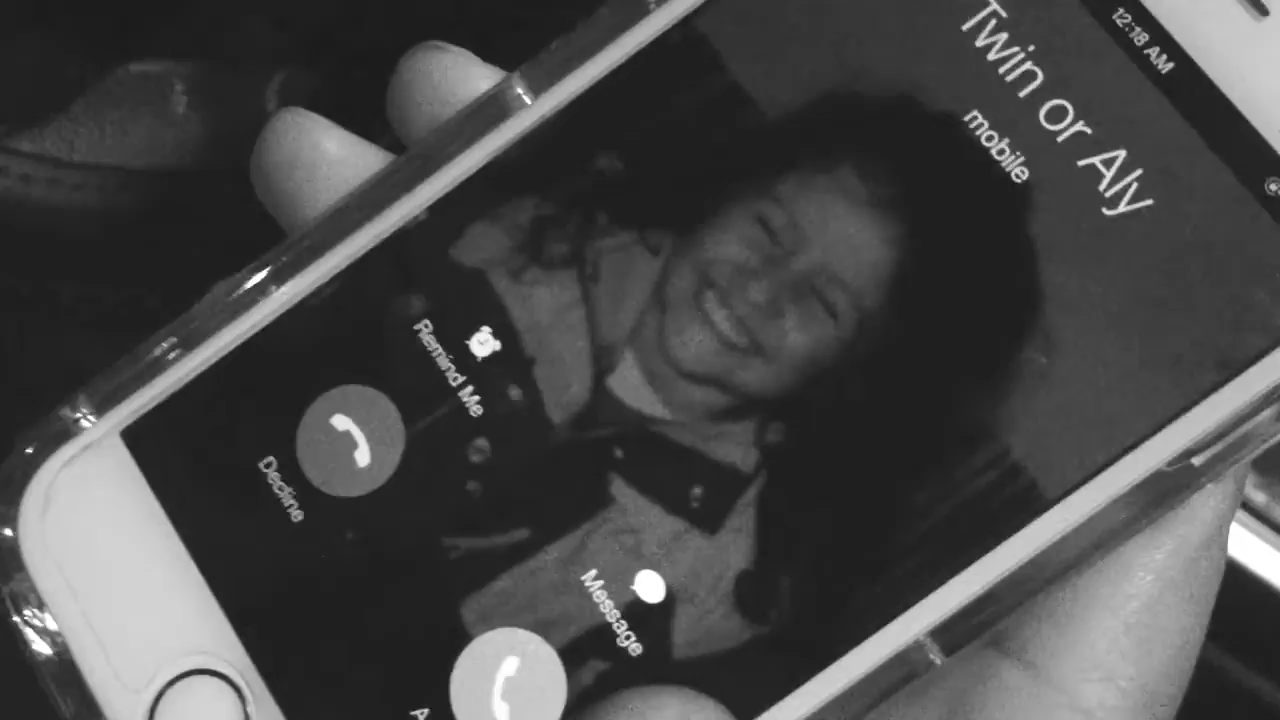 12:18 AM
Twin or Aly
mobile
Remind Me
Message
Decline
A